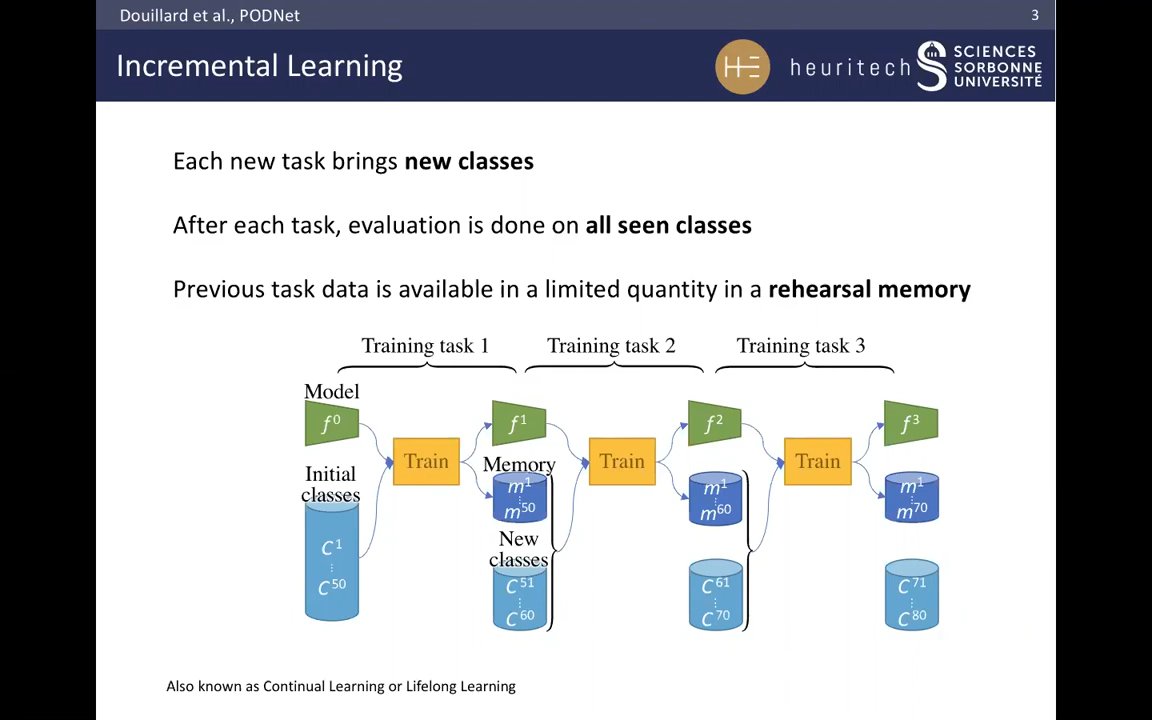 Douillard et al., PODNet
3
Incremental Learning
heuritech
SCIENCES
SORBONNE
UNIVERSITÉ
Each new task brings new classes
After each task, evaluation is done on all seen classes
Previous task data is available in a limited quantity in a rehearsal memory
Training task 1
Training task 2
Training task 3
Model
f⁰
f¹
f²
f³
Train
Train
Train
Initial
classes
Memory
m¹
⋮
m⁵⁰
m¹
⋮
m⁶⁰
m¹
⋮
m⁷⁰
C¹
⋮
C⁵⁰
New
classes
C⁵¹
⋮
C⁶⁰
C⁶¹
⋮
C⁷⁰
C⁷¹
⋮
C⁸⁰
Also known as Continual Learning or Lifelong Learning